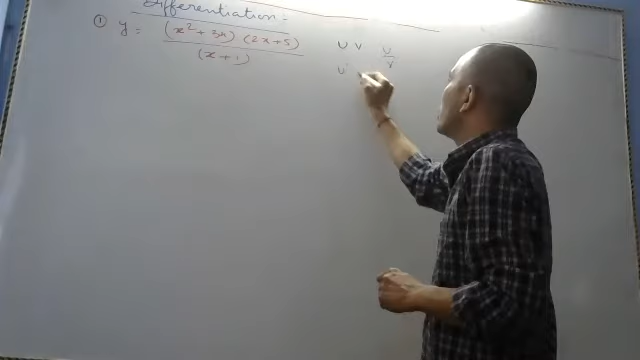 Differentiation:-
① y = (x² + 3x) (2x + 5)
(x + 1)
U V U/V
U